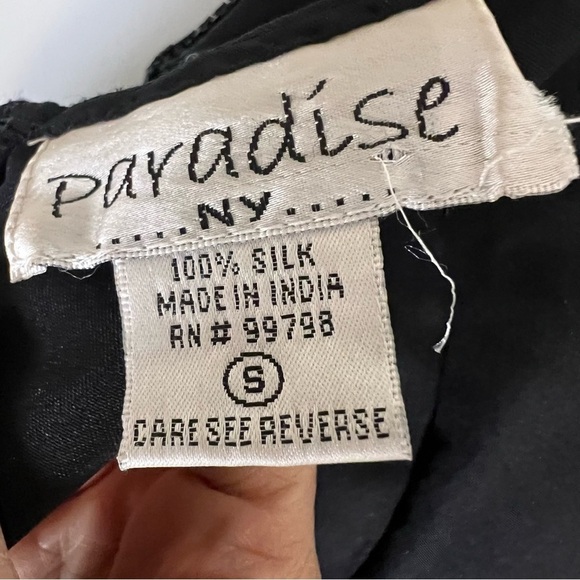 paradise
....NY.....
100% SILK
MADE IN INDIA
RN # 99798
S
CARE SEE REVERSE